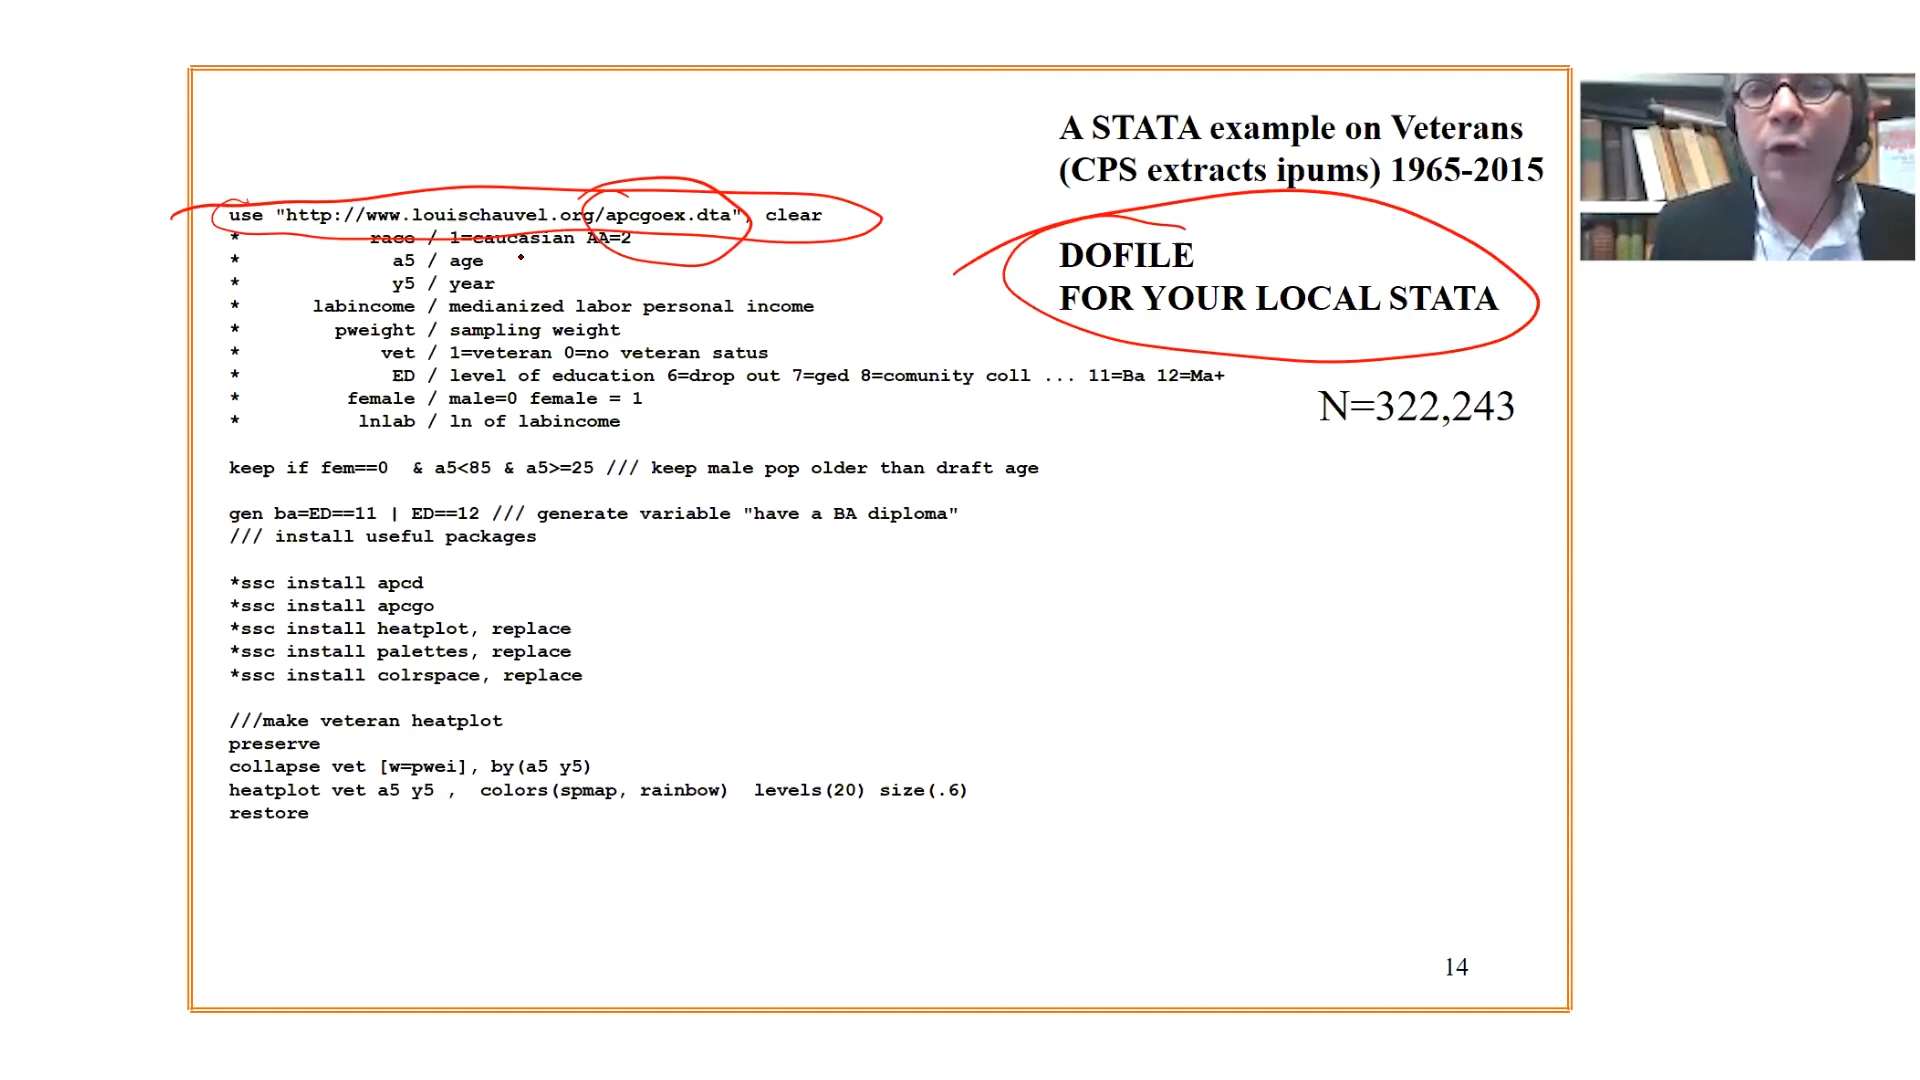 A STATA example on Veterans
(CPS extracts ipums) 1965-2015
use "http://www.louischauvel.org/apcgoex.dta", clear
* race / 1=caucasian AA=2
* a5 / age
* y5 / year
* labincome / medianized labor personal income
* pweight / sampling weight
* vet / 1=veteran 0=no veteran satus
* ED / level of education 6=drop out 7=ged 8=comunity coll ... 11=Ba 12=Ma+
* female / male=0 female = 1
* lnlab / ln of labincome
DOFILE
FOR YOUR LOCAL STATA
N=322,243
keep if fem==0 & a5<85 & a5>=25 /// keep male pop older than draft age
gen ba=ED==11 | ED==12 /// generate variable "have a BA diploma"
/// install useful packages
*ssc install apcd
*ssc install apcgo
*ssc install heatplot, replace
*ssc install palettes, replace
*ssc install colrspace, replace
///make veteran heatplot
preserve
collapse vet [w=pwei], by(a5 y5)
heatplot vet a5 y5 , colors(spmap, rainbow) levels(20) size(.6)
restore
14